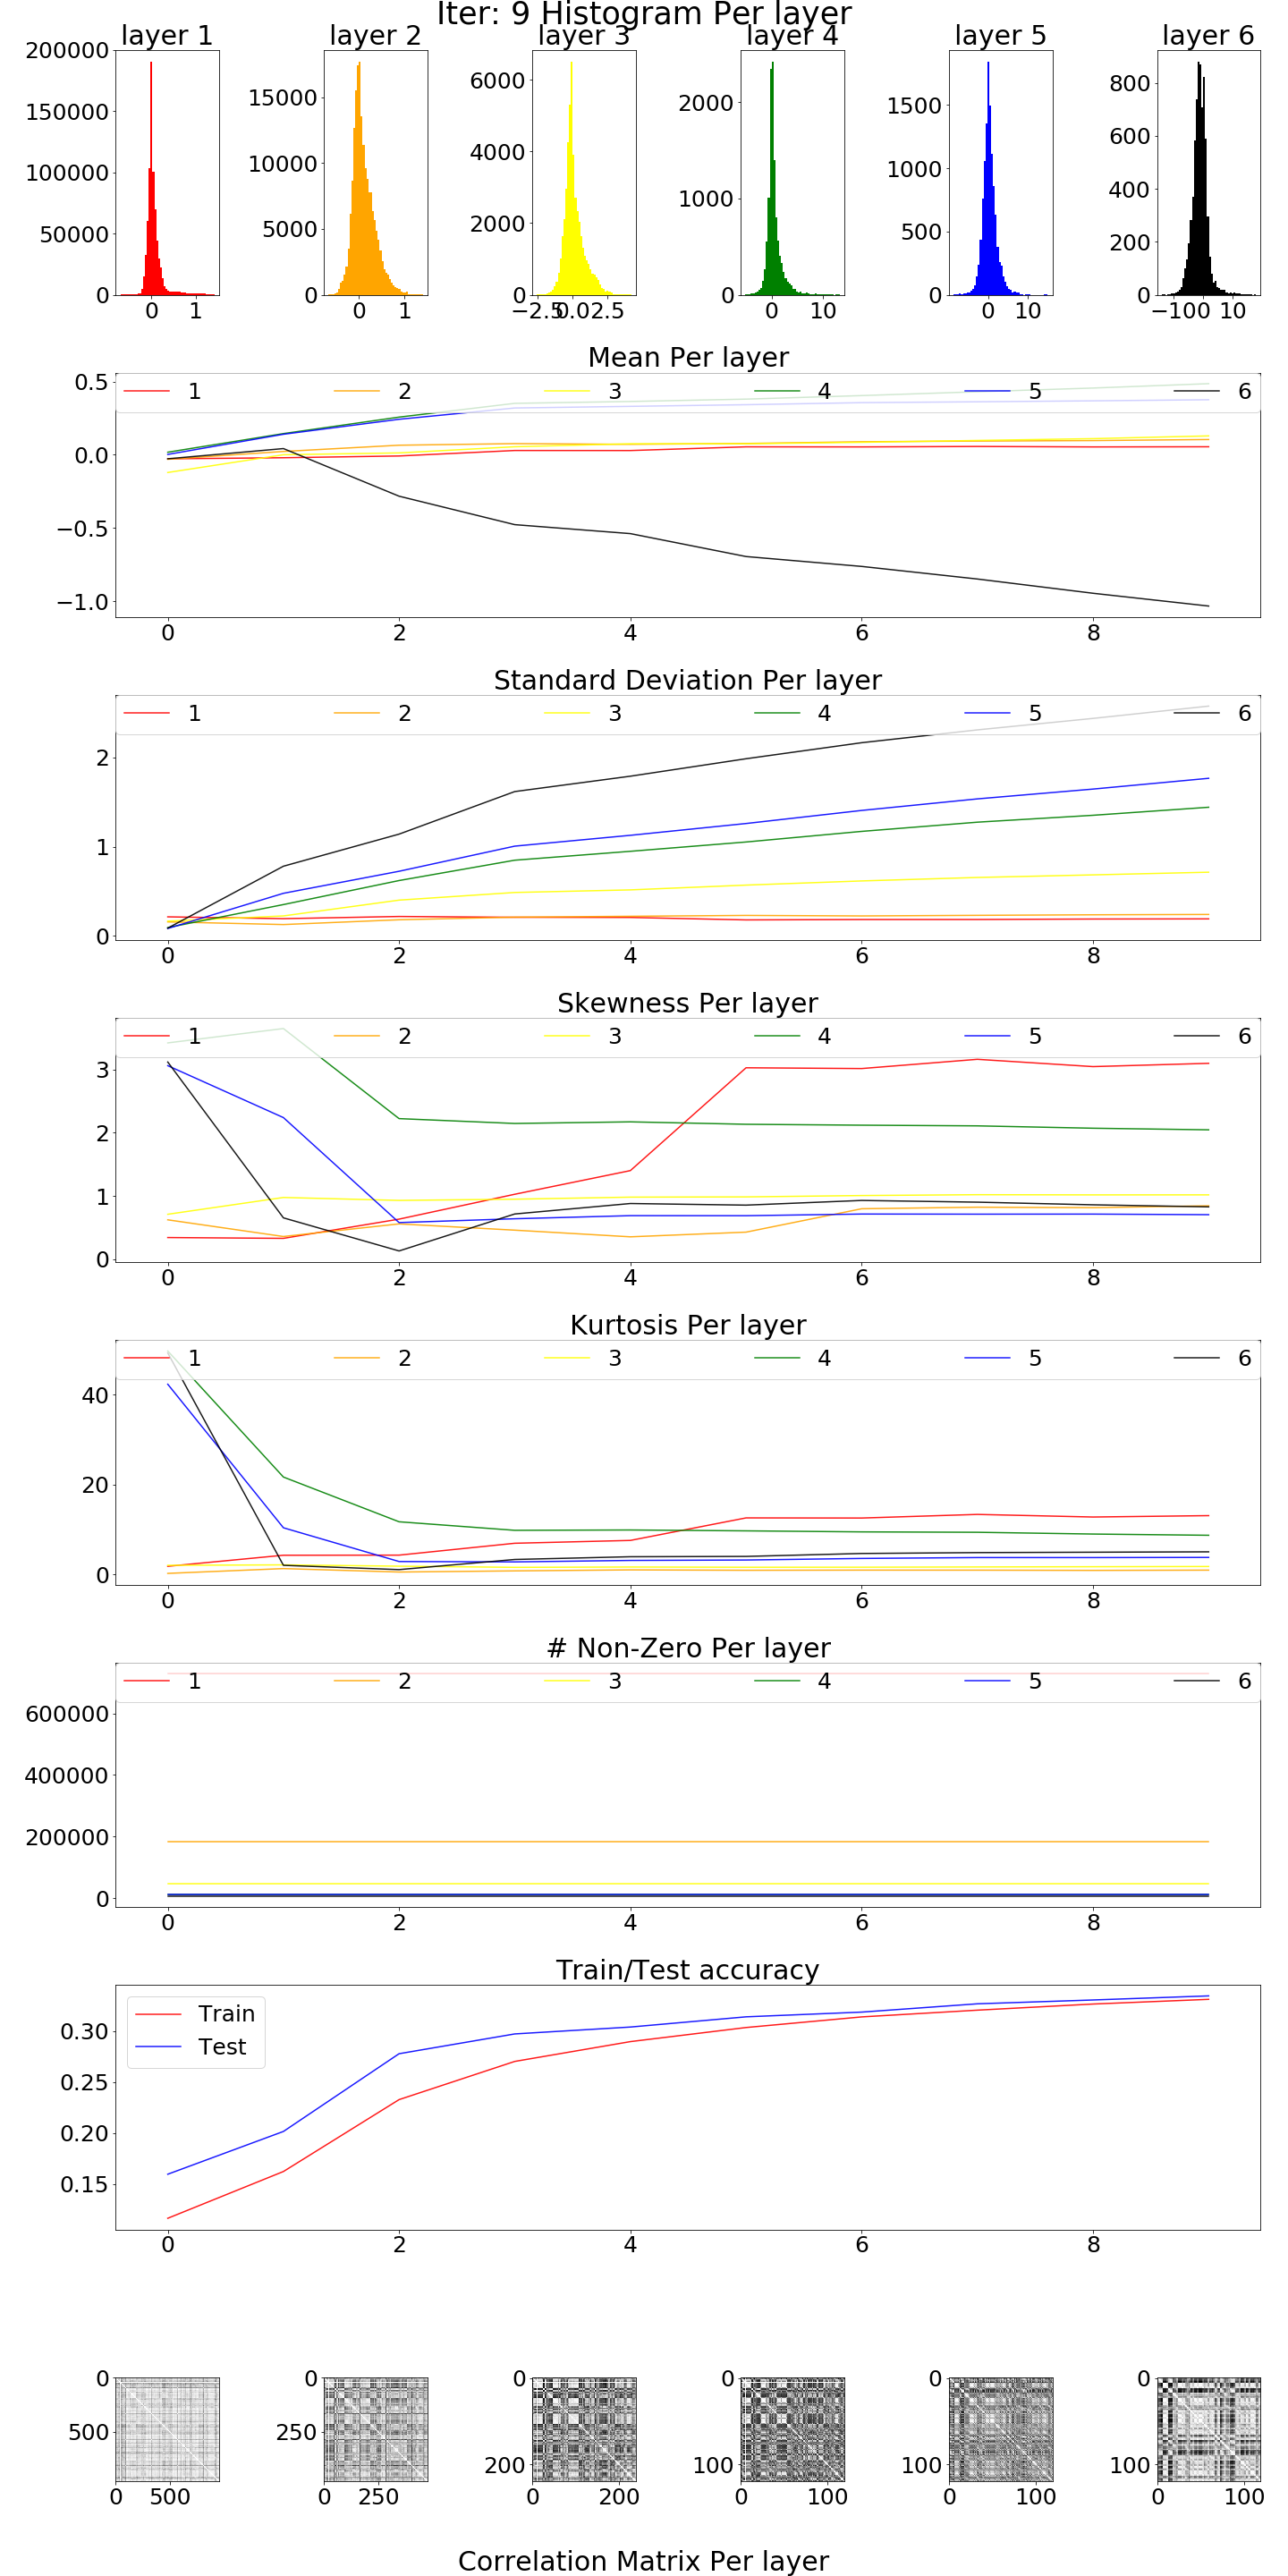 Iter: 9 Histogram Per layer
layer 1 layer 2 layer 3 layer 4 layer 5 layer 6
200000
150000
100000
50000
0
0 1
15000
10000
5000
0
0 1
6000
4000
2000
0
−2.5 0.0 2.5
2000
1000
0
0 10
1500
1000
500
0
0 10
800
600
400
200
0
−10 0 10
Mean Per layer
1 2 3 4 5 6
0.5
0.0
−0.5
−1.0
0 2 4 6 8
Standard Deviation Per layer
1 2 3 4 5 6
2
1
0
0 2 4 6 8
Skewness Per layer
1 2 3 4 5 6
3
2
1
0
0 2 4 6 8
Kurtosis Per layer
1 2 3 4 5 6
40
20
0
0 2 4 6 8
# Non-Zero Per layer
1 2 3 4 5 6
600000
400000
200000
0
0 2 4 6 8
Train/Test accuracy
Train
Test
0.30
0.25
0.20
0.15
0 2 4 6 8
0
500
0 500
0
250
0 250
0
200
0 200
0
100
0 100
0
100
0 100
0
100
0 100
Correlation Matrix Per layer